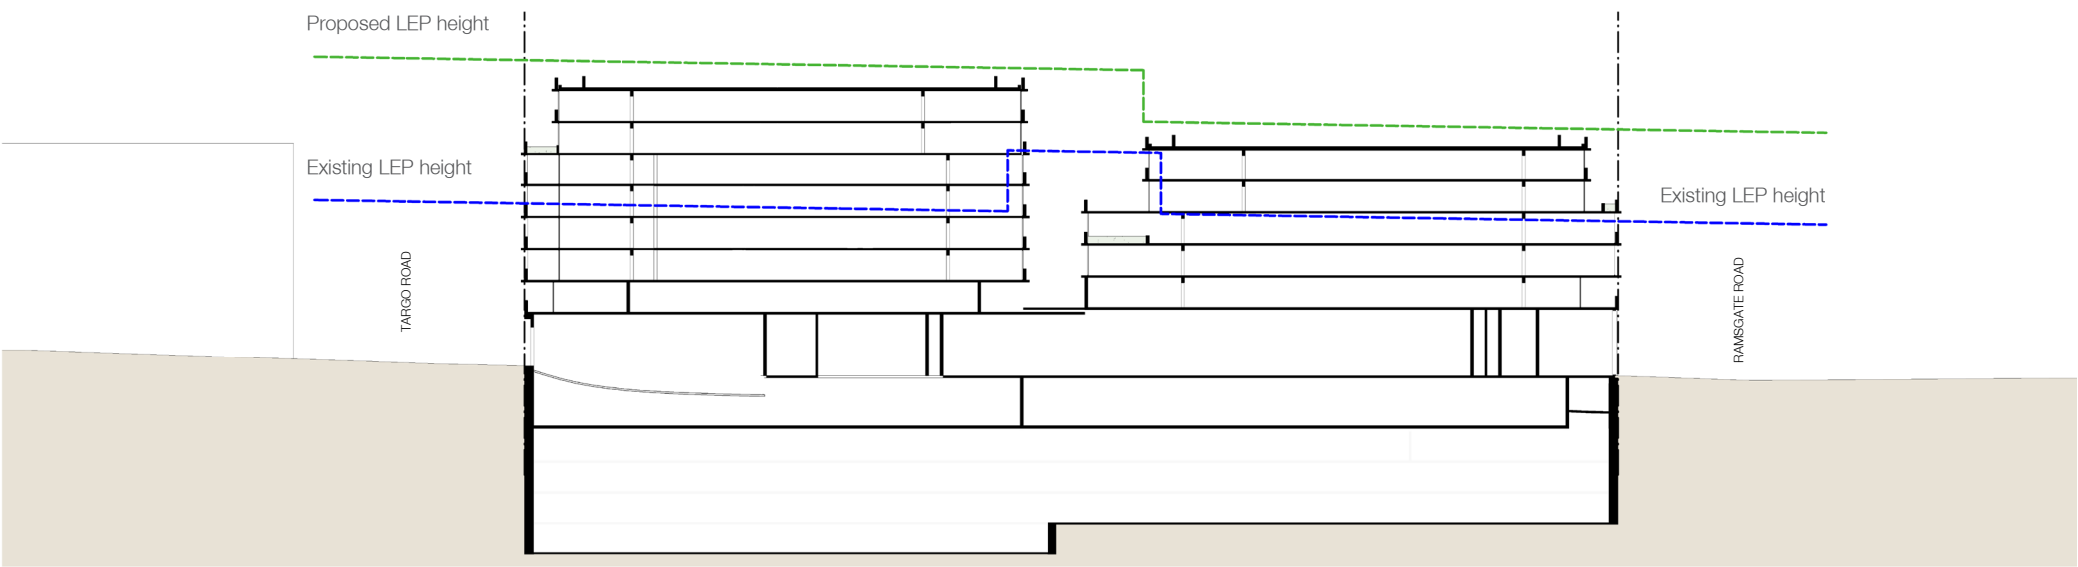 Proposed LEP height
Existing LEP height
Existing LEP height
TARGO ROAD
RAMSGATE ROAD